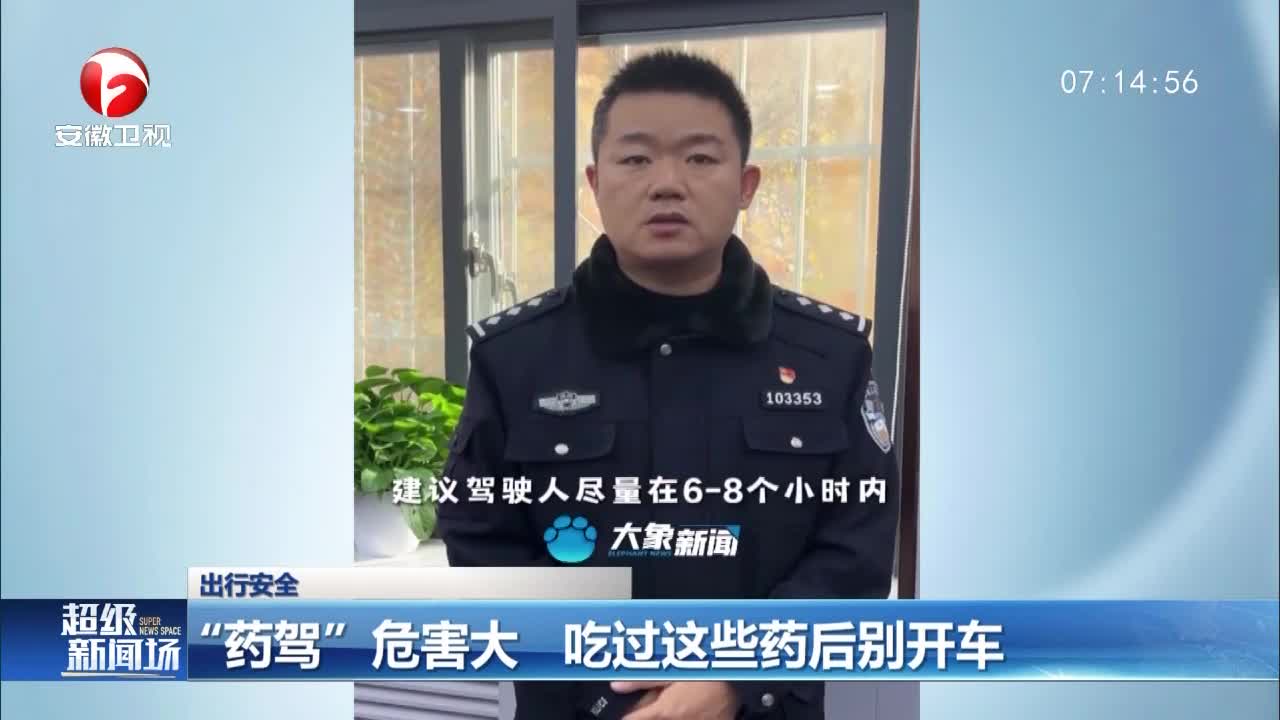 安徽卫视
07:14:56
103353
建议驾驶人尽量在6-8个小时内
大象新闻
ELEPHANT NEWS
出行安全
超级新闻场
SUPER NEWS SPACE
“药驾”危害大 吃过这些药后别开车